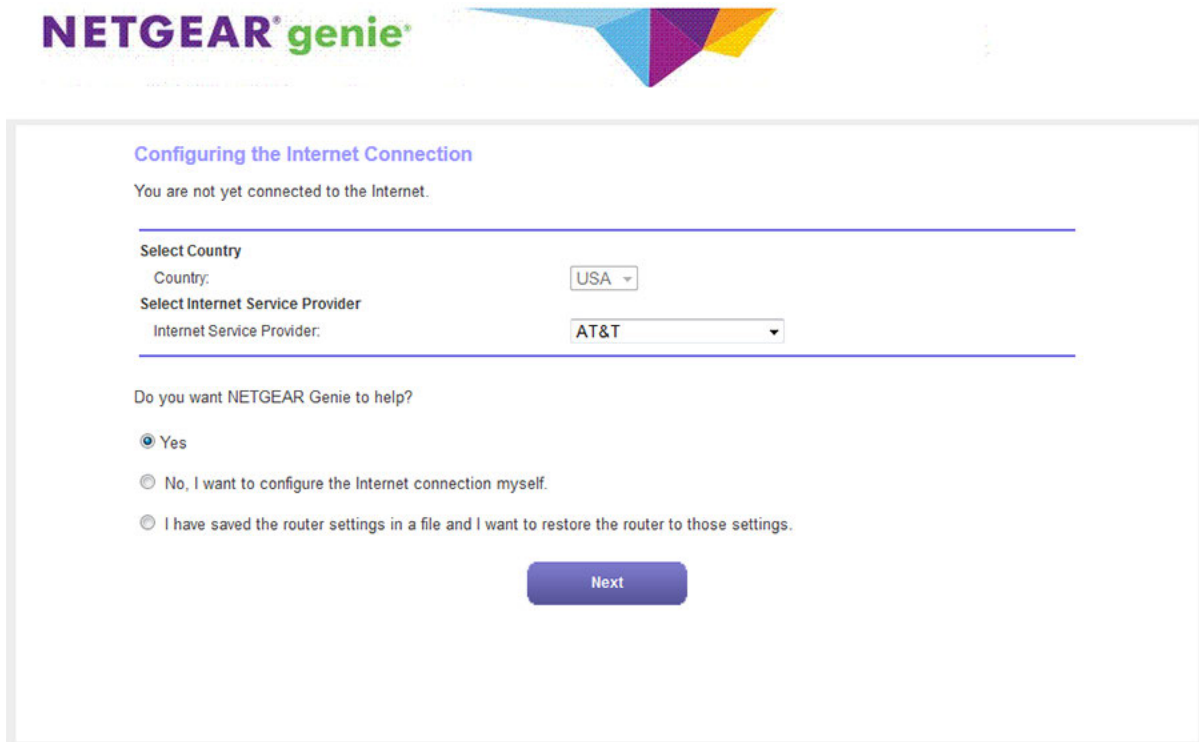 NETGEAR® genie®
Configuring the Internet Connection
You are not yet connected to the Internet.
Select Country
Country: USA
Select Internet Service Provider
Internet Service Provider: AT&T
Do you want NETGEAR Genie to help?
Yes
No, I want to configure the Internet connection myself.
I have saved the router settings in a file and I want to restore the router to those settings.
Next